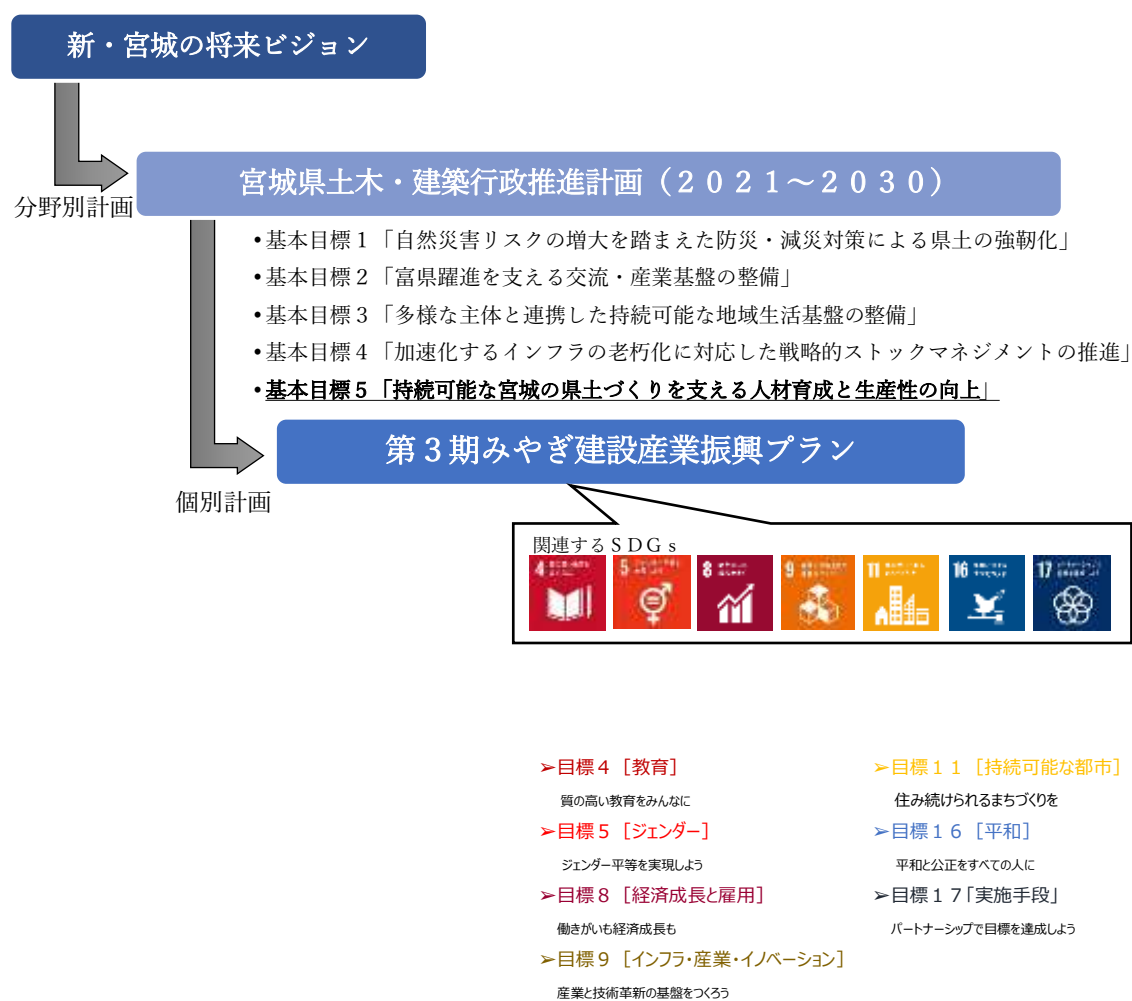 新・宮城の将来ビジョン
分野別計画
宮城県土木・建築行政推進計画（２０２１～２０３０）
•基本目標１「自然災害リスクの増大を踏まえた防災・減災対策による県土の強靭化」
•基本目標２「富県躍進を支える交流・産業基盤の整備」
•基本目標３「多様な主体と連携した持続可能な地域生活基盤の整備」
•基本目標４「加速化するインフラの老朽化に対応した戦略的ストックマネジメントの推進」
•基本目標５「持続可能な宮城の県土づくりを支える人材育成と生産性の向上」
個別計画
第３期みやぎ建設産業振興プラン
関連するＳＤＧｓ
4
5
8
9
11
16
17
➢目標４［教育］
質の高い教育をみんなに
➢目標５［ジェンダー］
ジェンダー平等を実現しよう
➢目標８［経済成長と雇用］
働きがいも経済成長も
➢目標９［インフラ・産業・イノベーション］
産業と技術革新の基盤をつくろう
➢目標１１［持続可能な都市］
住み続けられるまちづくりを
➢目標１６［平和］
平和と公正をすべての人に
➢目標１７「実施手段」
パートナーシップで目標を達成しよう